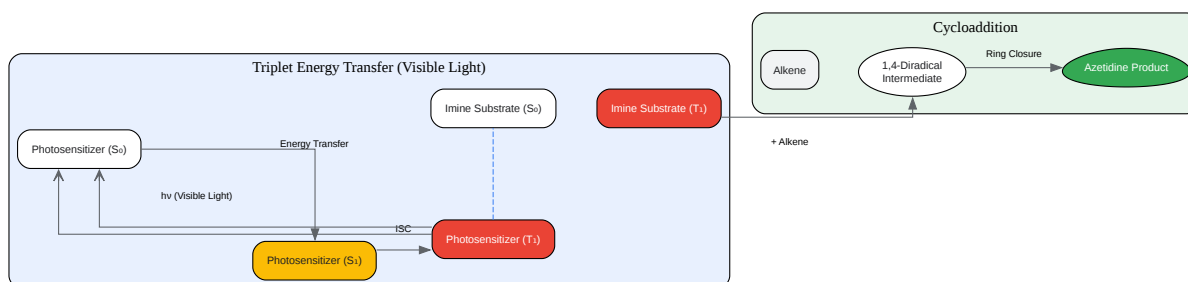 Cycloaddition
Ring Closure
Alkene
1,4-Diradical
Intermediate
Azetidine Product
Triplet Energy Transfer (Visible Light)
Imine Substrate (S₀)
Imine Substrate (T₁)
+ Alkene
Photosensitizer (S₀)
Energy Transfer
hν (Visible Light)
ISC
Photosensitizer (T₁)
Photosensitizer (S₁)